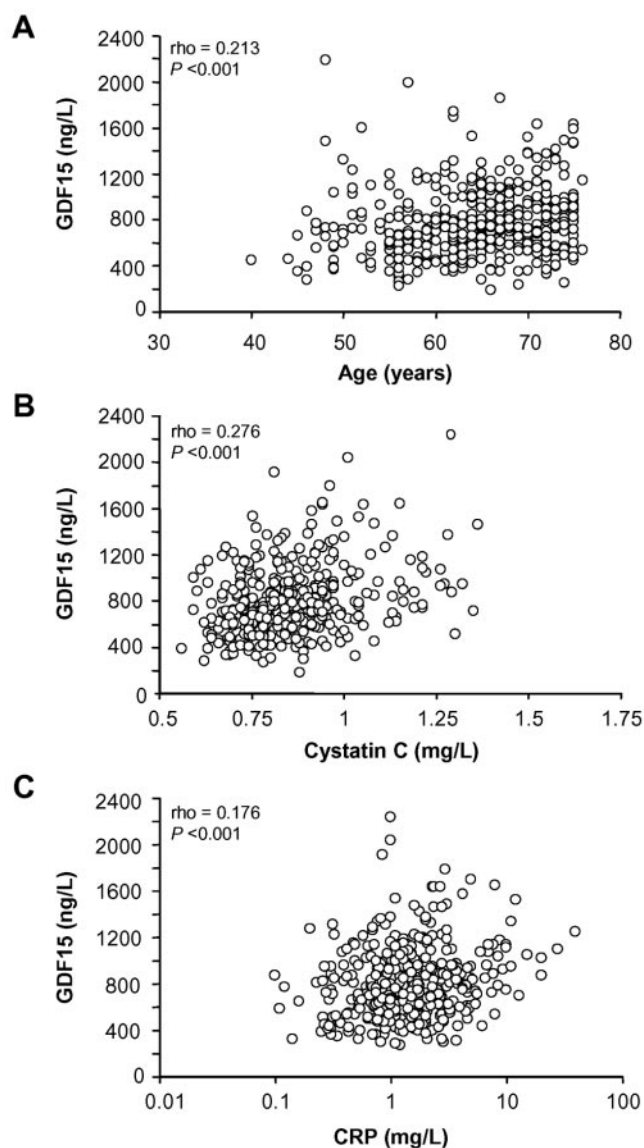 A
rho = 0.213
P <0.001
GDF15 (ng/L)
2400
2000
1600
1200
800
400
0
30 40 50 60 70 80
Age (years)
B
rho = 0.276
P <0.001
GDF15 (ng/L)
2400
2000
1600
1200
800
400
0
0.5 0.75 1 1.25 1.5 1.75
Cystatin C (mg/L)
C
rho = 0.176
P <0.001
GDF15 (ng/L)
2400
2000
1600
1200
800
400
0
0.01 0.1 1 10 100
CRP (mg/L)